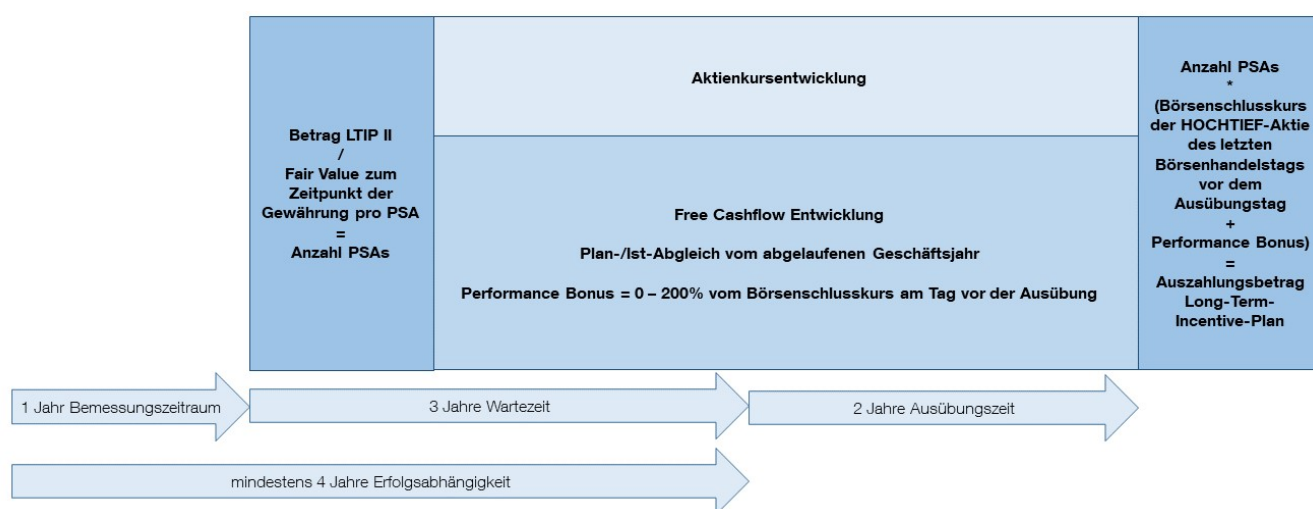 Betrag LTIP II
/
Fair Value zum
Zeitpunkt der
Gewährung pro PSA
=
Anzahl PSAs
Aktienkursentwicklung
Free Cashflow Entwicklung
Plan-/Ist-Abgleich vom abgelaufenen Geschäftsjahr
Performance Bonus = 0 – 200% vom Börsenschlusskurs am Tag vor der Ausübung
Anzahl PSAs
*
(Börsenschlusskurs
der HOCHTIEF-Aktie
des letzten
Börsenhandelstags
vor dem
Ausübungstag
+
Performance Bonus)
=
Auszahlungsbetrag
Long-Term-
Incentive-Plan
1 Jahr Bemessungszeitraum
3 Jahre Wartezeit
2 Jahre Ausübungszeit
mindestens 4 Jahre Erfolgsabhängigkeit